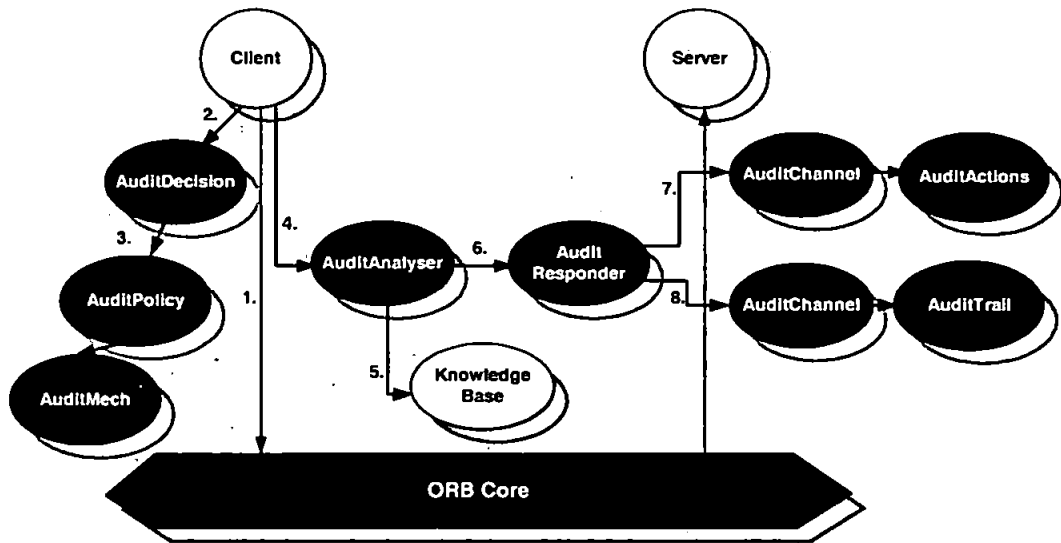 Client
Server
2.
AuditDecision
7.
AuditChannel
AuditActions
3.
4.
6.
AuditAnalyser
Audit
Responder
AuditPolicy
1.
8.
AuditChannel
AuditTrail
5.
Knowledge
Base
AuditMech
ORB Core